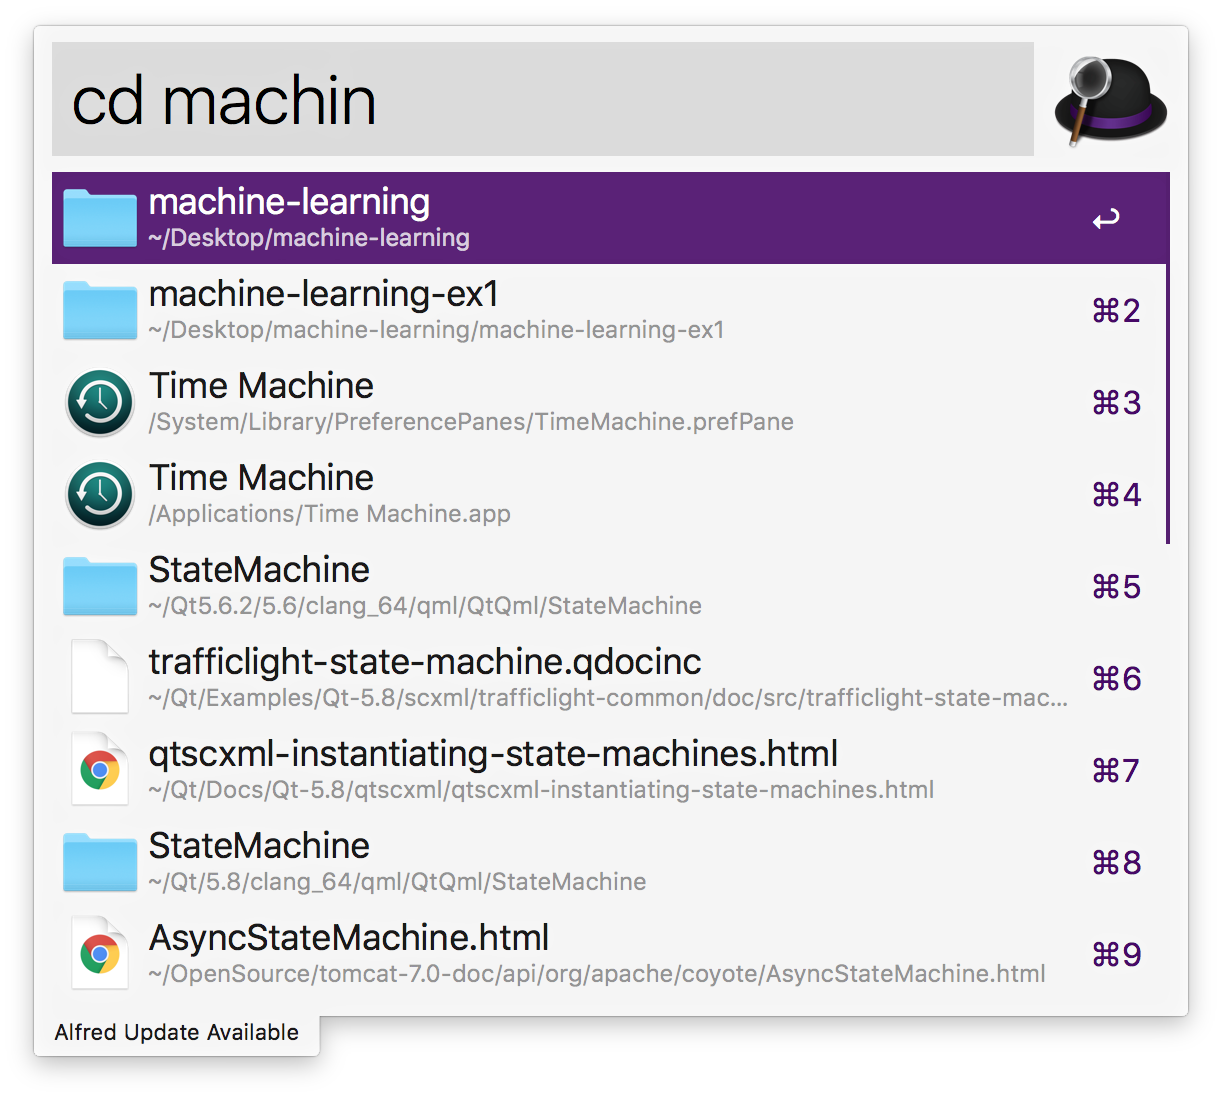 cd machin
machine-learning
~/Desktop/machine-learning
↩
machine-learning-ex1
~/Desktop/machine-learning/machine-learning-ex1
⌘2
Time Machine
/System/Library/PreferencePanes/TimeMachine.prefPane
⌘3
Time Machine
/Applications/Time Machine.app
⌘4
StateMachine
~/Qt5.6.2/5.6/clang_64/qml/QtQml/StateMachine
⌘5
trafficlight-state-machine.qdocinc
~/Qt/Examples/Qt-5.8/scxml/trafficlight-common/doc/src/trafficlight-state-mac...
⌘6
qtscxml-instantiating-state-machines.html
~/Qt/Docs/Qt-5.8/qtscxml/qtscxml-instantiating-state-machines.html
⌘7
StateMachine
~/Qt/5.8/clang_64/qml/QtQml/StateMachine
⌘8
AsyncStateMachine.html
~/OpenSource/tomcat-7.0-doc/api/org/apache/coyote/AsyncStateMachine.html
⌘9
Alfred Update Available